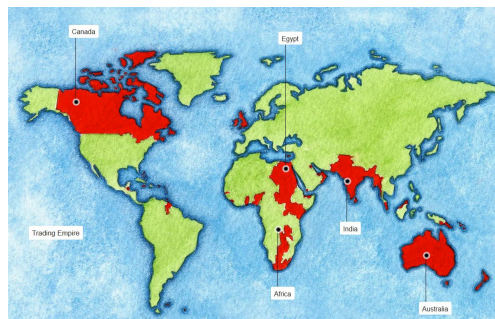 Canada
Egypt
Trading Empire
India
Africa
Australia